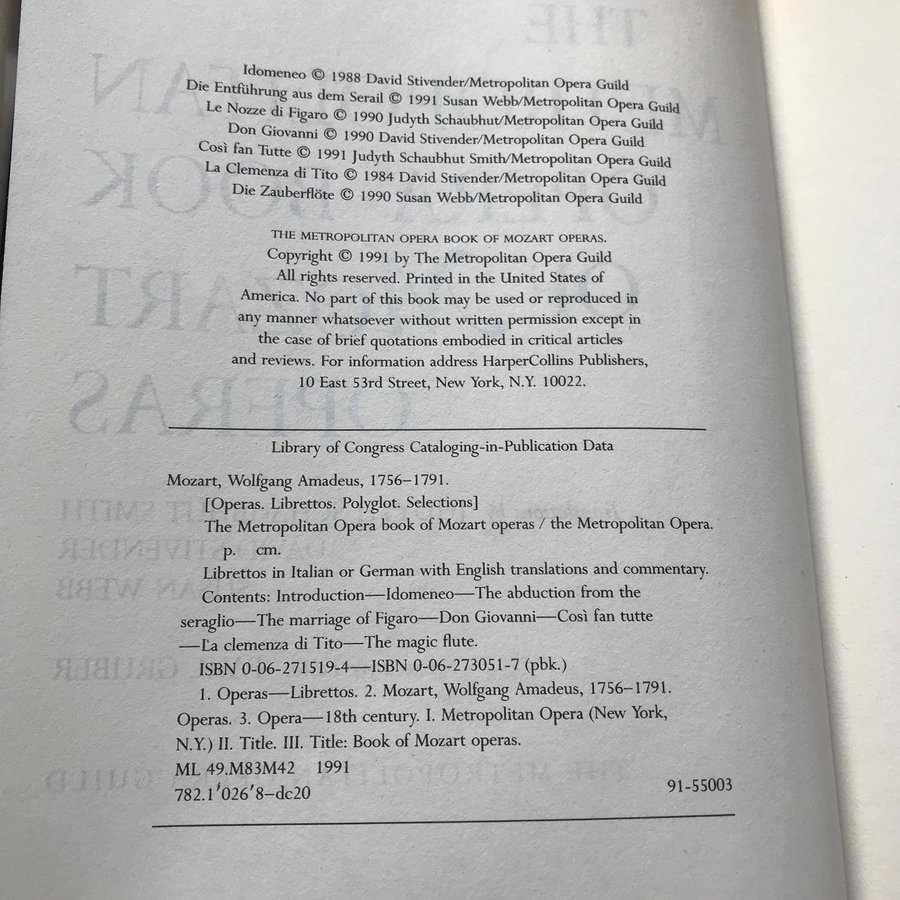 Idomeneo © 1988 David Stivender/Metropolitan Opera Guild
Die Entführung aus dem Serail © 1991 Susan Webb/Metropolitan Opera Guild
Le Nozze di Figaro © 1990 Judyth Schaubhut/Metropolitan Opera Guild
Don Giovanni © 1990 David Stivender/Metropolitan Opera Guild
Così fan Tutte © 1991 Judyth Schaubhut Smith/Metropolitan Opera Guild
La Clemenza di Tito © 1984 David Stivender/Metropolitan Opera Guild
Die Zauberflöte © 1990 Susan Webb/Metropolitan Opera Guild
THE METROPOLITAN OPERA BOOK OF MOZART OPERAS.
Copyright © 1991 by The Metropolitan Opera Guild
All rights reserved. Printed in the United States of
America. No part of this book may be used or reproduced in
any manner whatsoever without written permission except in
the case of brief quotations embodied in critical articles
and reviews. For information address HarperCollins Publishers,
10 East 53rd Street, New York, N.Y. 10022.
Library of Congress Cataloging-in-Publication Data
Mozart, Wolfgang Amadeus, 1756–1791.
[Operas. Librettos. Polyglot. Selections]
The Metropolitan Opera book of Mozart operas / the Metropolitan Opera.
p. cm.
Librettos in Italian or German with English translations and commentary.
Contents: Introduction—Idomeneo—The abduction from the
seraglio—The marriage of Figaro—Don Giovanni—Così fan tutte
—La clemenza di Tito—The magic flute.
ISBN 0-06-271519-4—ISBN 0-06-273051-7 (pbk.)
1. Operas—Librettos. 2. Mozart, Wolfgang Amadeus, 1756–1791.
Operas. 3. Opera—18th century. I. Metropolitan Opera (New York,
N.Y.) II. Title. III. Title: Book of Mozart operas.
ML 49.M83M42 1991
782.1′026′8–dc20
91-55003